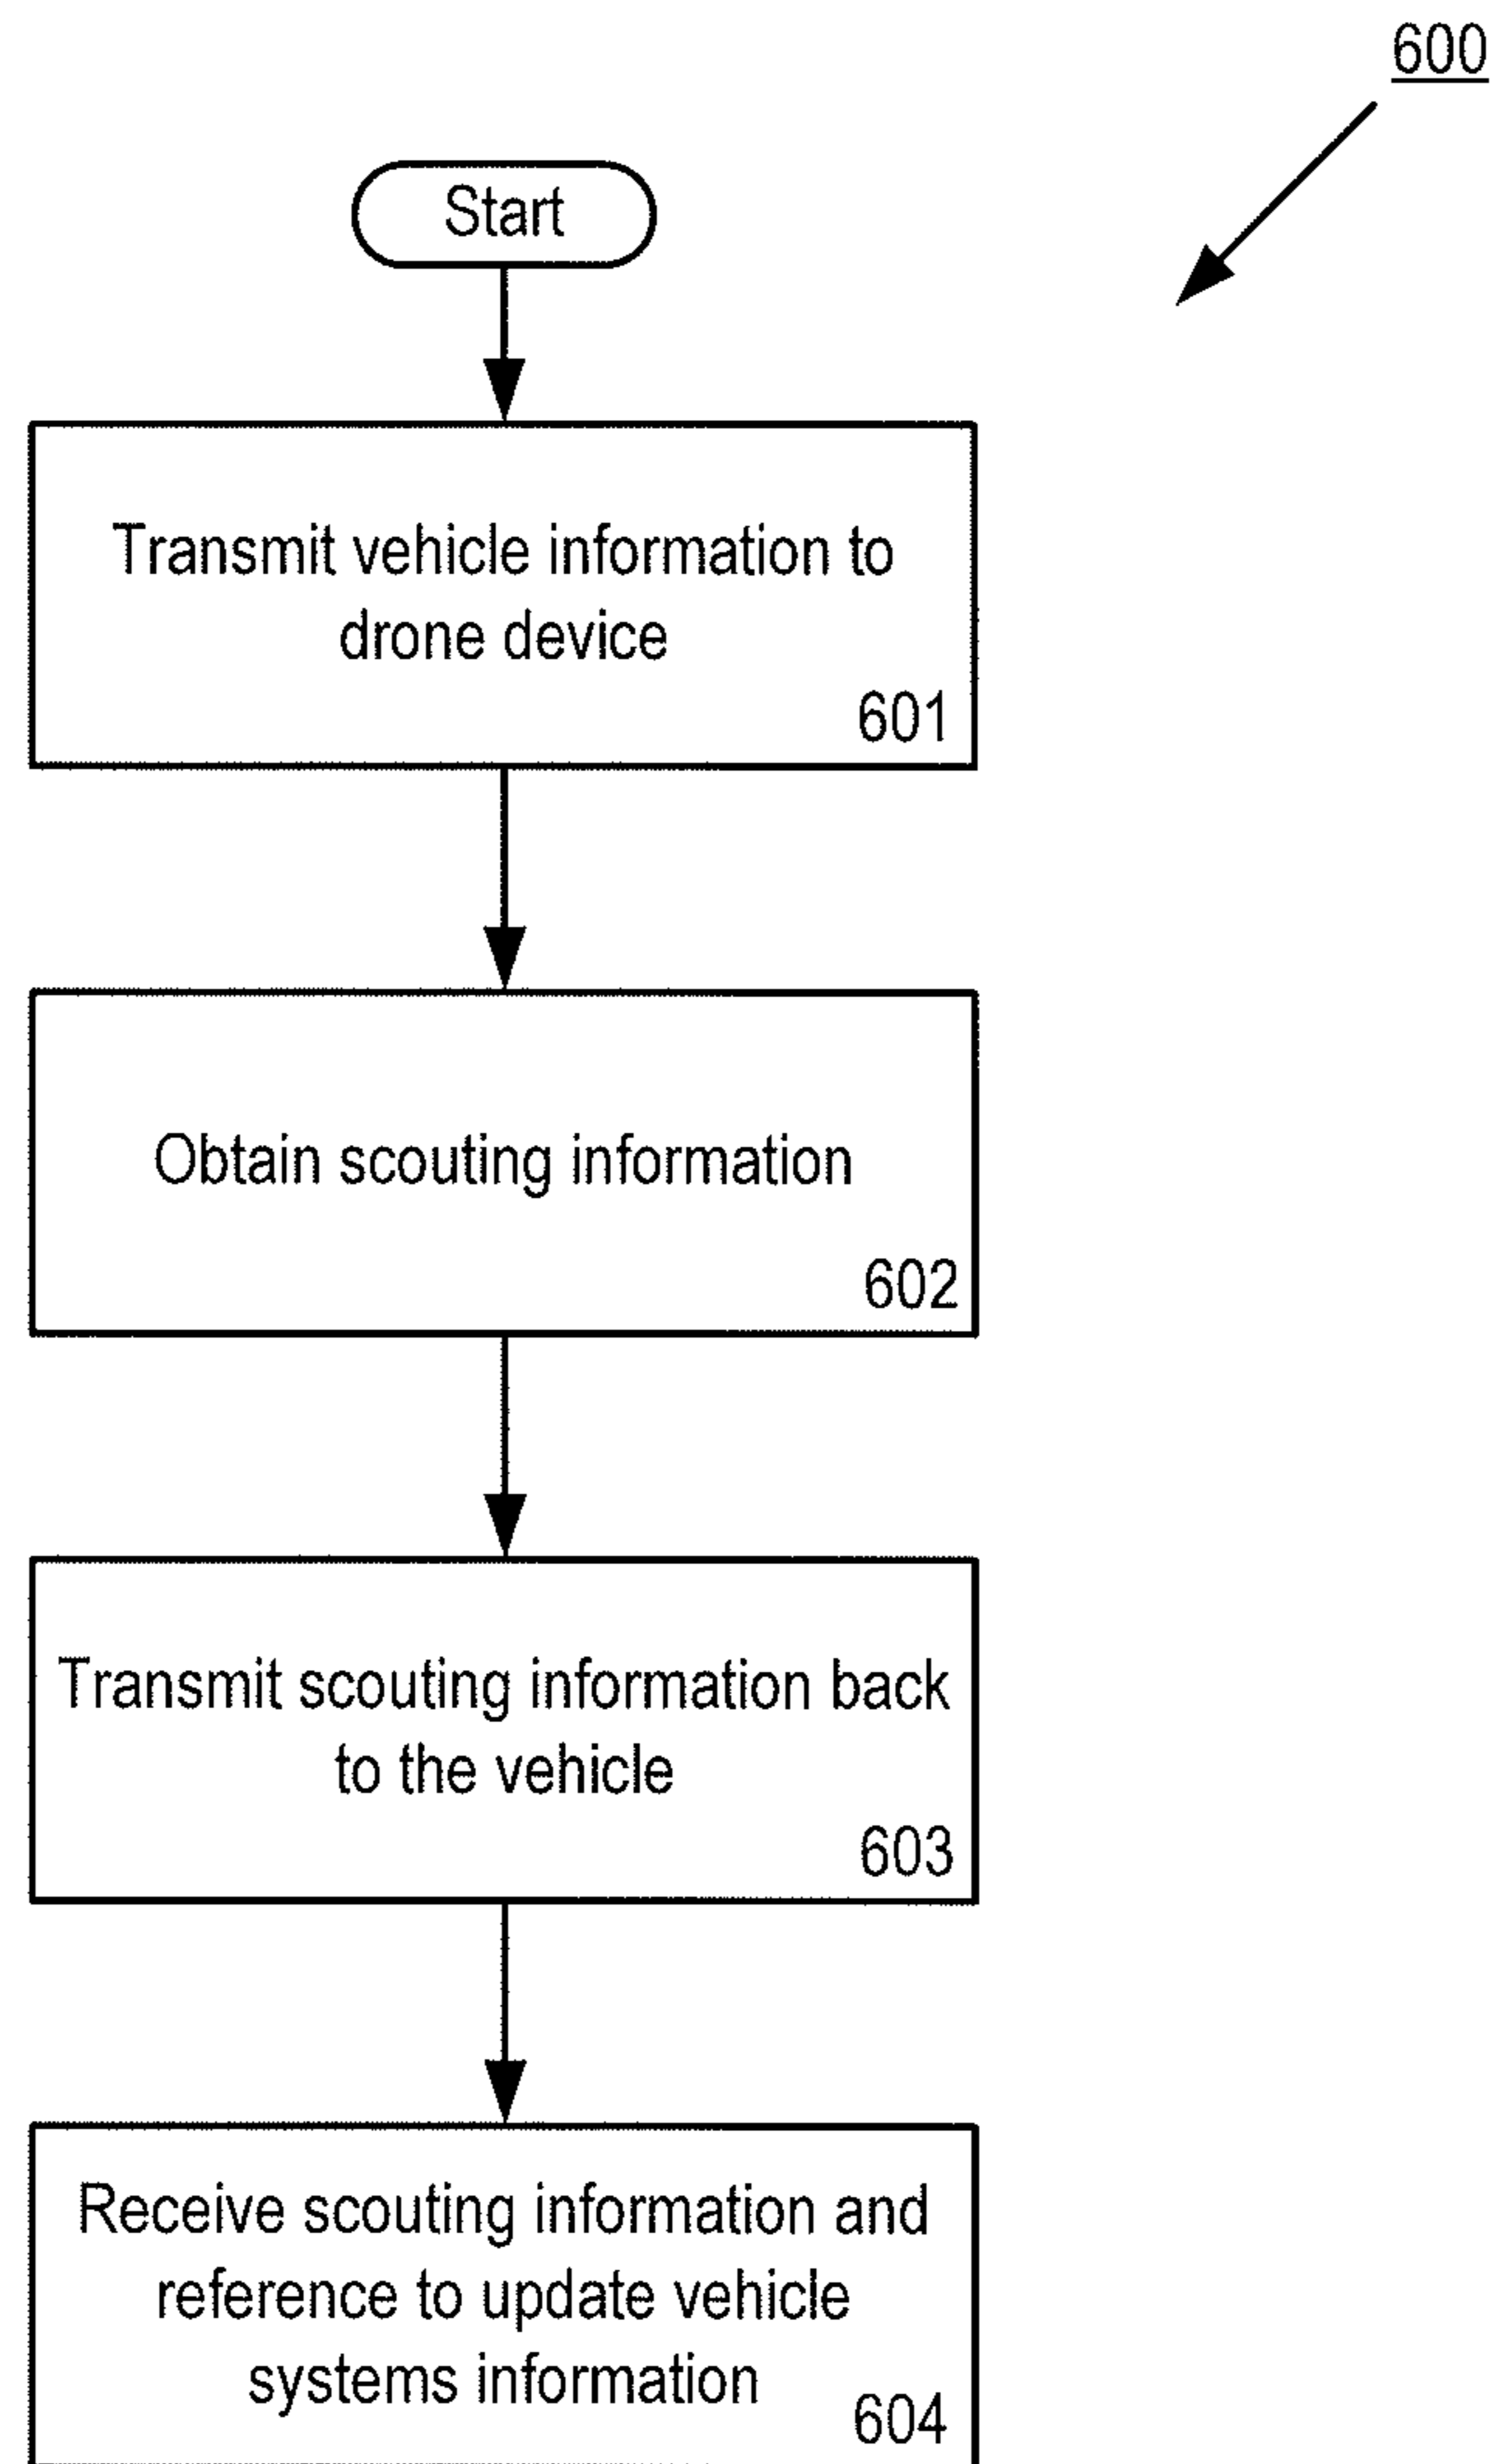 600
Start
Transmit vehicle information to
drone device
601
Obtain scouting information
602
Transmit scouting information back
to the vehicle
603
Receive scouting information and
reference to update vehicle
systems information
604